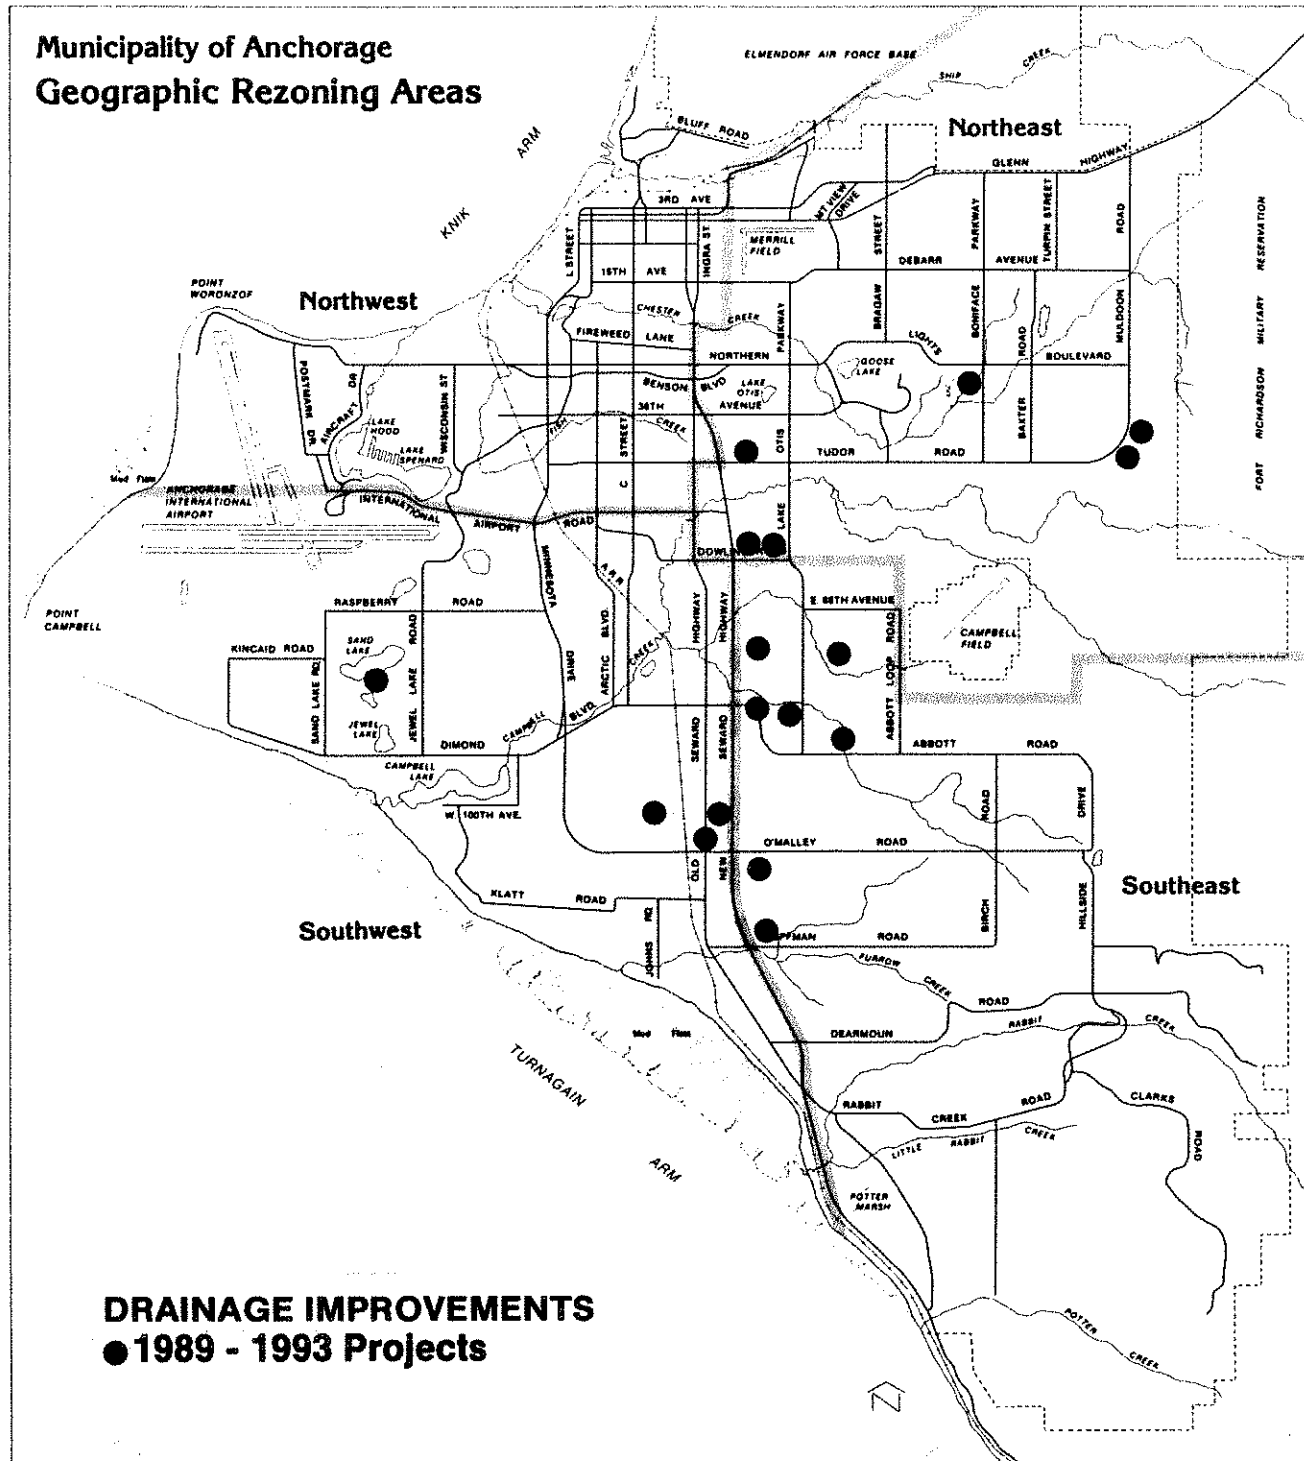 Municipality of Anchorage
Geographic Rezoning Areas
ELMENDORF AIR FORCE BASE
SHIP
CREEK
Northeast
BLUFF ROAD
GLENN
HIGHWAY
KNIK
ARM
3RD AVE
MT VIEW
DRIVE
L STREET
INGRA ST.
MERRILL
FIELD
STREET
PARKWAY
TURPIN STREET
ROAD
FORT RICHARDSON MILITARY RESERVATION
DEBARR
AVENUE
15TH AVE
POINT
WORONZOF
Northwest
CHESTER
CREEK
PARKWAY
BRAGAW
BONIFACE
ROAD
MULDOON
FIREWEED LANE
NORTHERN
LIGHTS
BOULEVARD
BENSON BLVD
LAKE
OTIS
GOOSE
LAKE
POSTMARK DR.
AIRCRAFT
RD
WISCONSIN ST
36TH
AVENUE
LAKE
HOOD
LAKE
SPENARD
FISH
CREEK
C STREET
OTIS
BAXTER
TUDOR
ROAD
Mud Flats
ANCHORAGE
INTERNATIONAL
AIRPORT
INTERNATIONAL
AIRPORT
ROAD
LAKE
MINNESOTA
A.R.R.
POINT
CAMPBELL
RASPBERRY
ROAD
E. 68TH AVENUE
CAMPBELL
FIELD
KINCAID ROAD
SAND
LAKE
SAND LAKE RD.
JEWEL LAKE ROAD
DRIVE
ARCTIC BLVD.
CREEK
HIGHWAY
HIGHWAY
ABBOTT LOOP ROAD
JEWEL
LAKE
DIMOND
BLVD.
CAMPBELL
SEWARD
SEWARD
ABBOTT
ROAD
CAMPBELL
LAKE
W. 100TH AVE.
ROAD
DRIVE
O'MALLEY
ROAD
OLD
NEW
KLATT
ROAD
Southeast
BIRCH
HILLSIDE
Southwest
JOHNS RD
ROAD
FURROW
CREEK
ROAD
Mud Flats
DEARMOUN
RABBIT
CREEK
TURNAGAIN
ARM
RABBIT
CREEK
ROAD
CLARKS
ROAD
LITTLE
RABBIT
CREEK
POTTER
MARSH
DRAINAGE IMPROVEMENTS
1989 - 1993 Projects
POTTER
CREEK
N